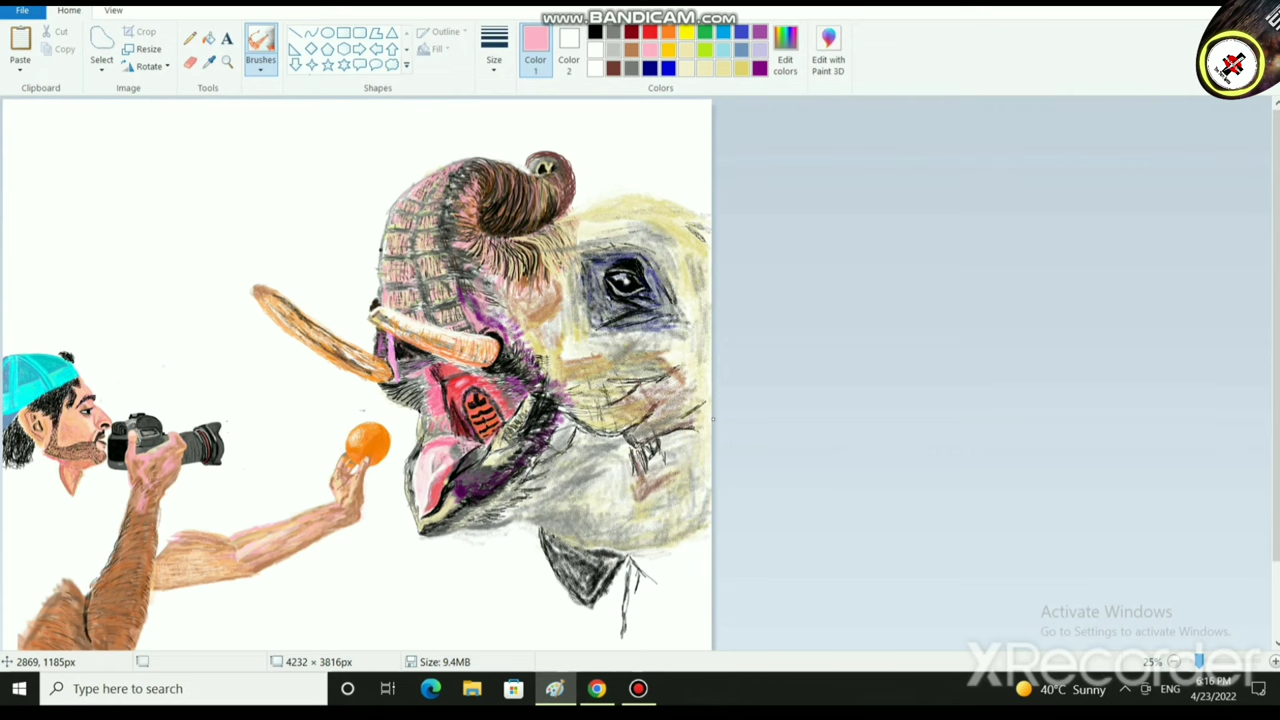 www.BANDICAM.com
File
Home
View
Paste
Cut
Copy
Clipboard
Select
Crop
Resize
Rotate
Image
A
Tools
Brushes
Shapes
Outline
Fill
Size
Color
1
Color
2
Colors
Edit
colors
Edit with
Paint 3D
Activate Windows
Go to Settings to activate Windows.
XRecorder
2869, 1185px
4232 × 3816px
Size: 9.4MB
25%
Type here to search
40°C Sunny
ENG
6:16 PM
4/23/2022